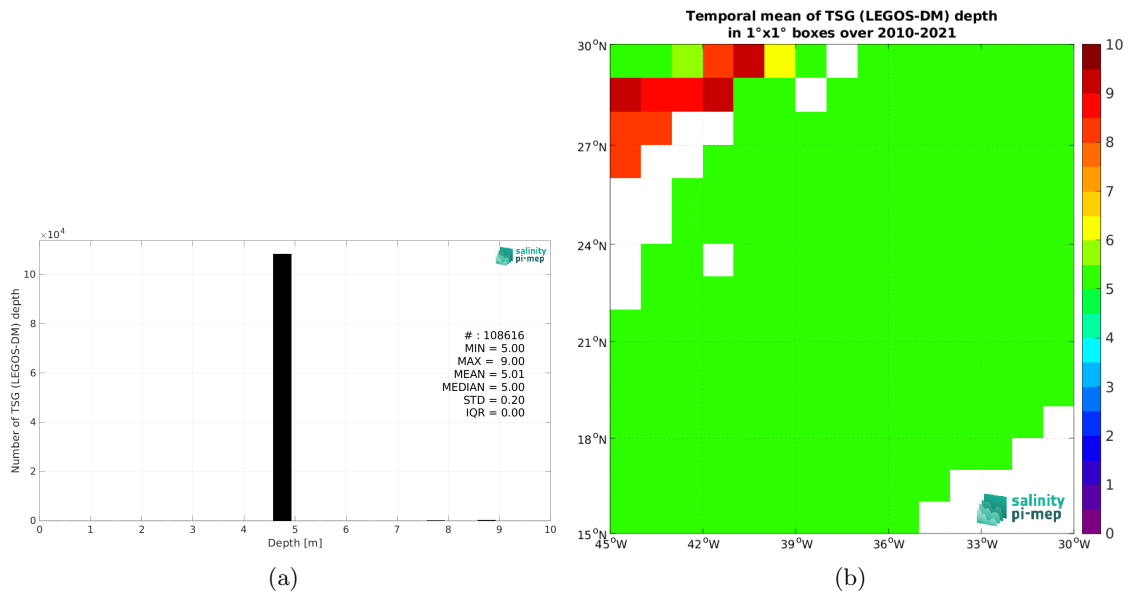 ×10⁴
10
8
6
4
2
0
Number of TSG (LEGOS-DM) depth
salinity
pi-mep
# : 108616
MIN = 5.00
MAX = 9.00
MEAN = 5.01
MEDIAN = 5.00
STD = 0.20
IQR = 0.00
0 1 2 3 4 5 6 7 8 9 10
Depth [m]
(a)
Temporal mean of TSG (LEGOS-DM) depth
in 1°x1° boxes over 2010-2021
30°N
27°N
24°N
21°N
18°N
15°N
45°W 42°W 39°W 36°W 33°W 30°W
salinity
pi-mep
10
9
8
7
6
5
4
3
2
1
0
(b)